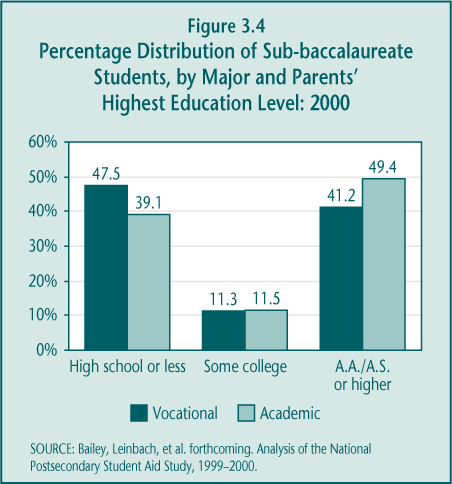 Figure 3.4
Percentage Distribution of Sub-baccalaureate
Students, by Major and Parents’
Highest Education Level: 2000
60%
50%
40%
30%
20%
10%
0%
47.5
39.1
11.3
11.5
41.2
49.4
High school or less
Some college
A.A./A.S.
or higher
Vocational
Academic
SOURCE: Bailey, Leinbach, et al. forthcoming. Analysis of the National
Postsecondary Student Aid Study, 1999–2000.